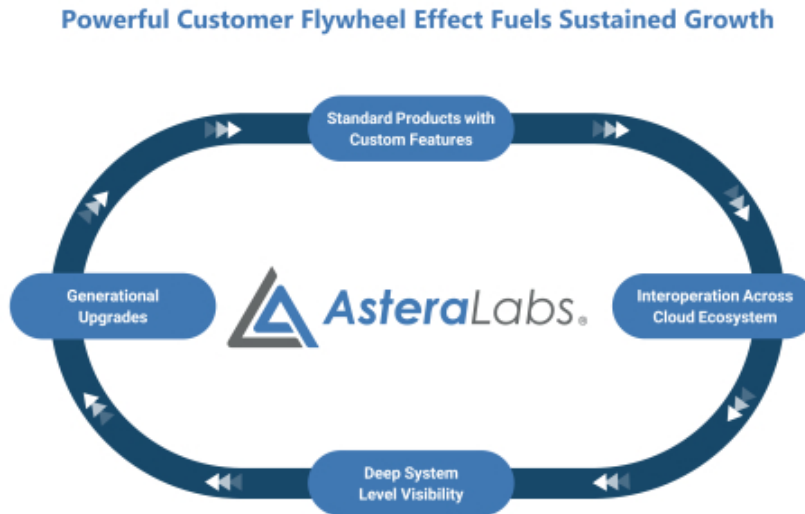 Powerful Customer Flywheel Effect Fuels Sustained Growth
Standard Products with
Custom Features
Generational
Upgrades
AsteraLabs®
Interoperation Across
Cloud Ecosystem
Deep System
Level Visibility